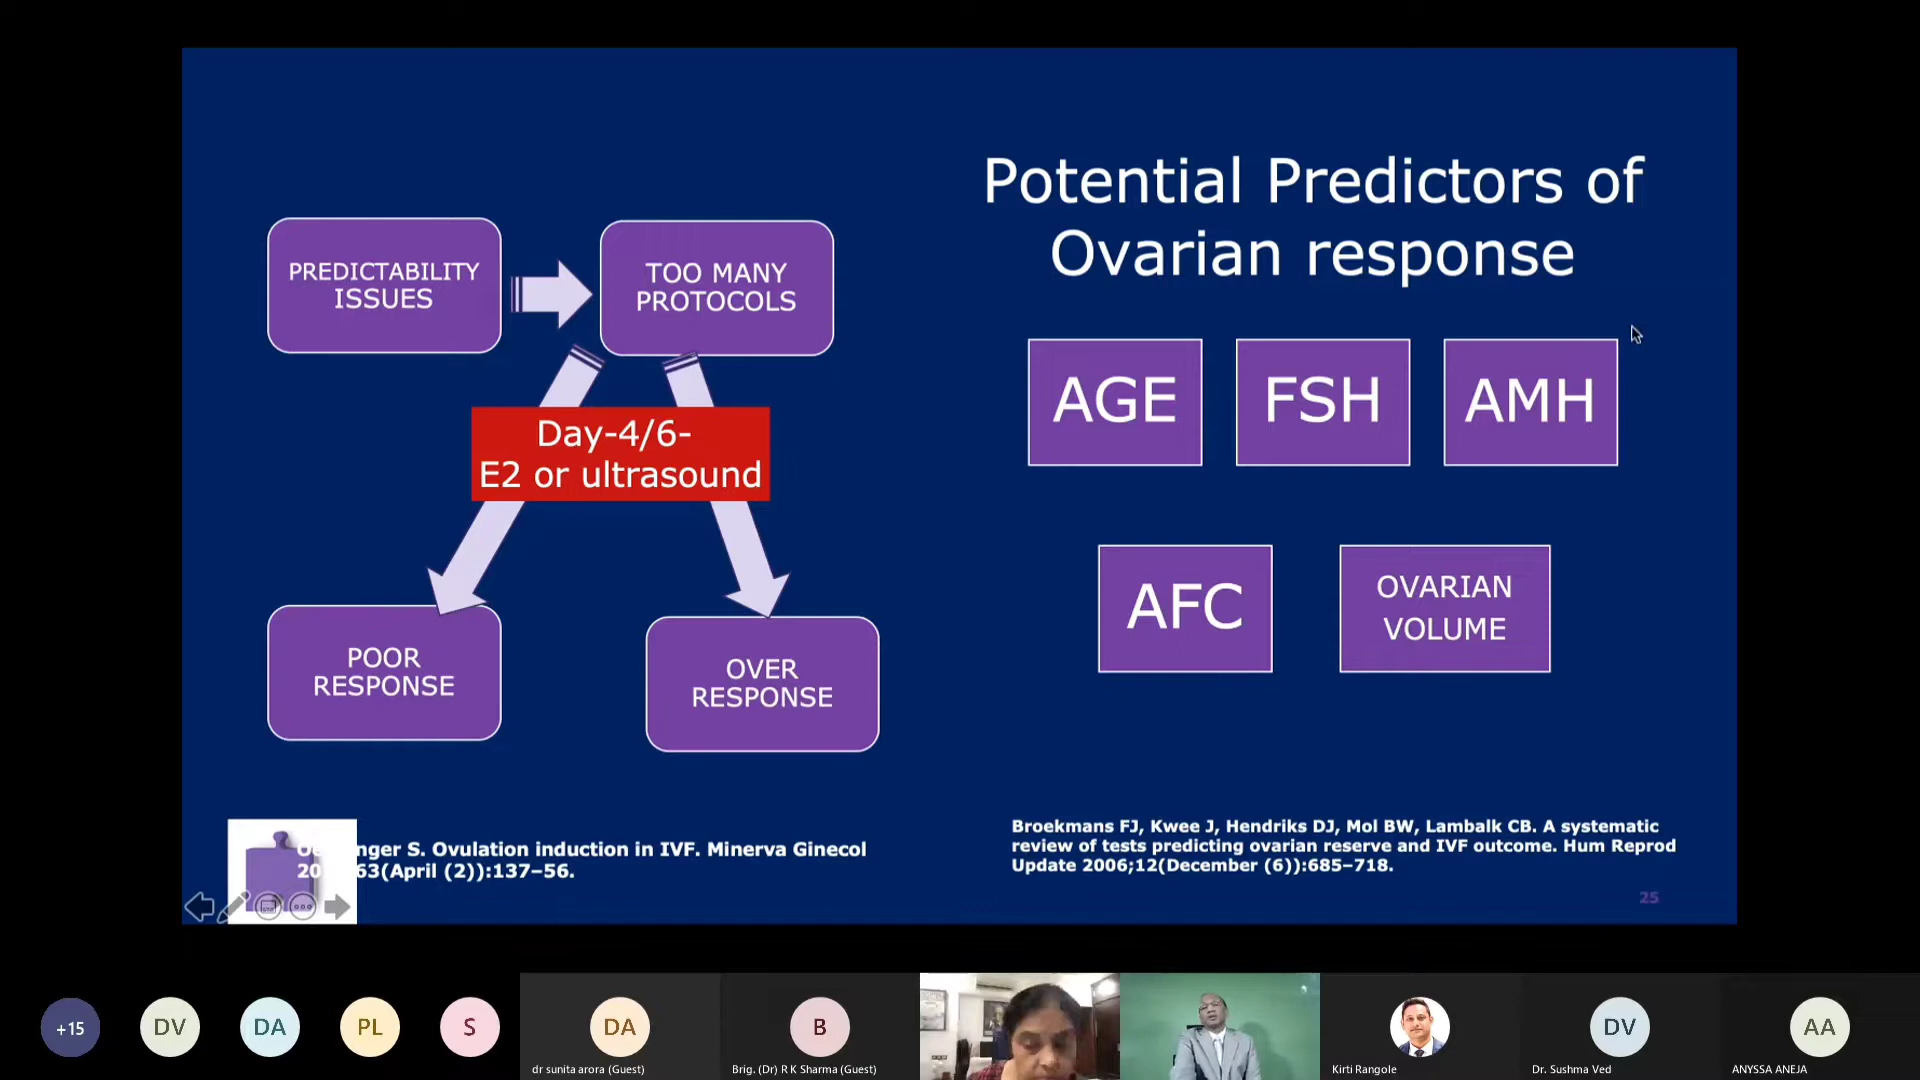 PREDICTABILITY
ISSUES
TOO MANY
PROTOCOLS
Day-4/6-
E2 or ultrasound
POOR
RESPONSE
OVER
RESPONSE
nger S. Ovulation induction in IVF. Minerva Ginecol
63(April (2)):137–56.
Potential Predictors of
Ovarian response
AGE
FSH
AMH
AFC
OVARIAN
VOLUME
Broekmans FJ, Kwee J, Hendriks DJ, Mol BW, Lambalk CB. A systematic
review of tests predicting ovarian reserve and IVF outcome. Hum Reprod
Update 2006;12(December (6)):685–718.
25
+15
DV
DA
PL
S
DA
dr sunita arora (Guest)
B
Brig. (Dr) R K Sharma (Guest)
Kirti Rangole
DV
Dr. Sushma Ved
AA
ANYSSA ANEJA